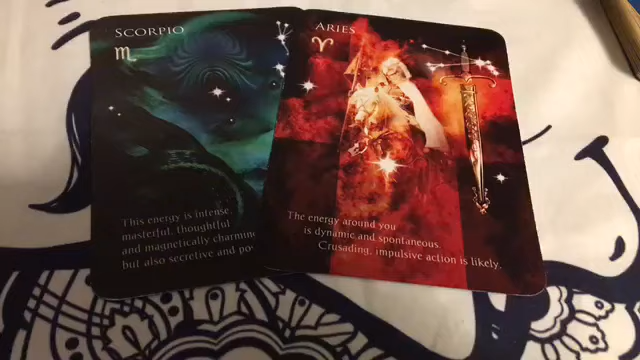 SCORPIO
♏
This energy is intense,
masterful, thoughtful
and magnetically charmin
but also secretive and po
ARIES
♈
The energy around you
is dynamic and spontaneous.
Crusading, impulsive action is likely.